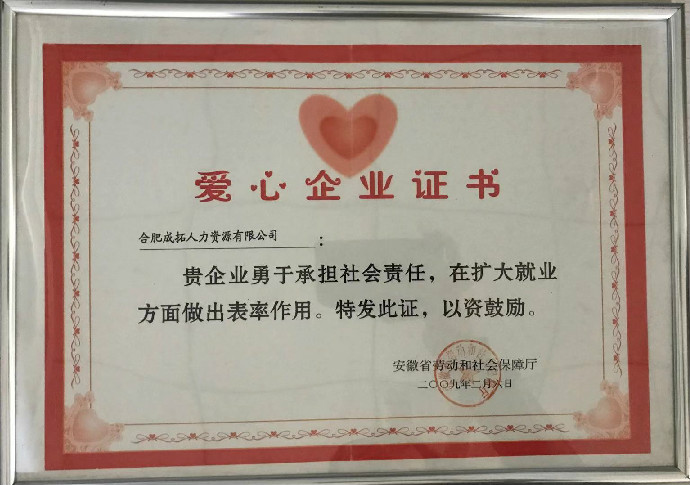 爱心企业证书
合肥成拓人力资源有限公司：
贵企业勇于承担社会责任，在扩大就业
方面做出表率作用。特发此证，以资鼓励。
安徽省劳动和社会保障厅
二〇〇九年二月六日